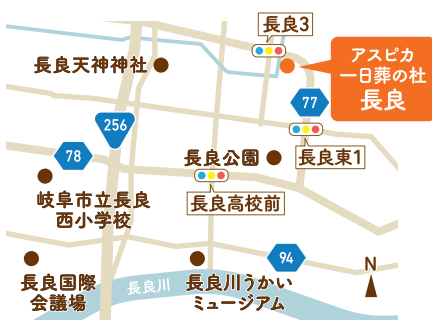 長良3
アスピカ
一日葬の杜
長良
長良天神神社
77
256
長良東1
78
長良公園
岐阜市立長良
西小学校
長良高校前
94
N
長良国際
会議場
長良川
長良川うかい
ミュージアム